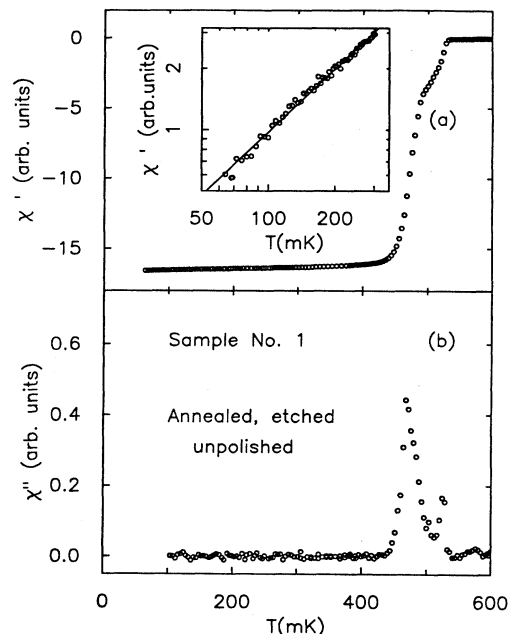 0
−5
−10
−15
χ ' (arb. units)
(a)
2
1
χ ' (arb.units)
50
100
200
T(mK)
Sample No. 1
(b)
Annealed, etched
unpolished
0.6
0.4
0.2
0.0
χ" (arb. units)
0
200
400
600
T(mK)